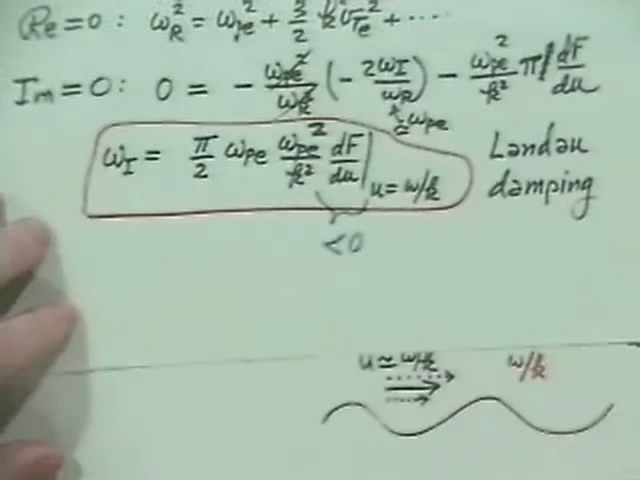 Re=0: ω_R² = ω_pe² + 3/2 k² v_Te² + ...
Im=0: 0 = - ω_pe²/ω_R² (- 2ω_I/ω_R) - ω_pe²/k² π dF/du
≃ω_pe
ω_I = π/2 ω_pe ω_pe²/k² dF/du | u=ω/k
Landau
damping
<0
u≃ω/k
ω/k